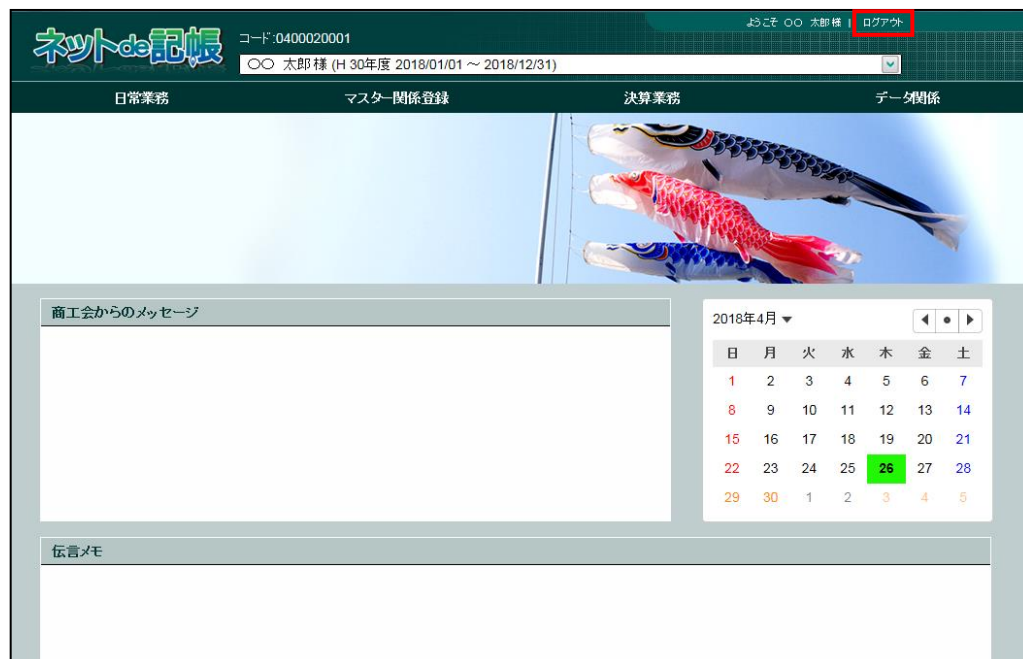 ようこそ 〇〇 太郎 様 | ログアウト
ネットde記帳
コード:0400020001
〇〇 太郎 様 (H 30年度 2018/01/01 ～ 2018/12/31)
日常業務 マスター関係登録 決算業務 データ関係
商工会からのメッセージ
2018年4月
日 月 火 水 木 金 土
1 2 3 4 5 6 7
8 9 10 11 12 13 14
15 16 17 18 19 20 21
22 23 24 25 26 27 28
29 30 1 2 3 4 5
伝言メモ